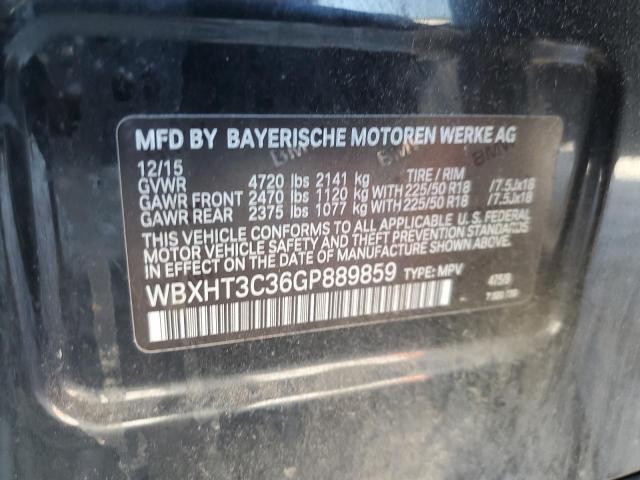 MFD BY BAYERISCHE MOTOREN WERKE AG
12/15 TIRE / RIM
GVWR 4720 lbs 2141 kg
GAWR FRONT 2470 lbs 1120 kg WITH 225/50 R18 /7.5Jx18
GAWR REAR 2375 lbs 1077 kg WITH 225/50 R18 /7.5Jx18
THIS VEHICLE CONFORMS TO ALL APPLICABLE U.S. FEDERAL
MOTOR VEHICLE SAFETY AND THEFT PREVENTION STANDARDS
IN EFFECT ON THE DATE OF MANUFACTURE SHOWN ABOVE.
WBXHT3C36GP889859 TYPE: MPV